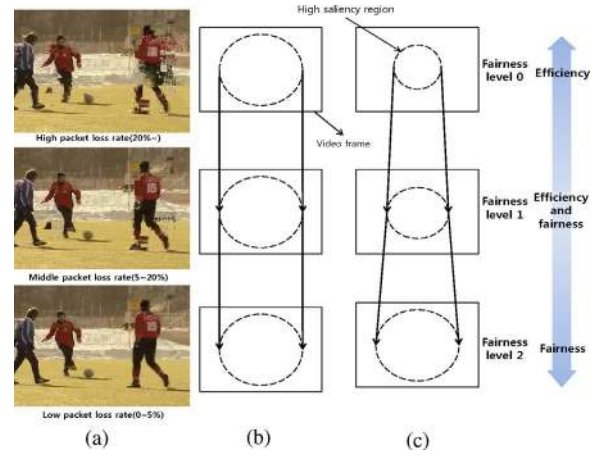 High saliency region
Fairness
level 0
Efficiency
High packet loss rate(20%~)
Video frame
Fairness
level 1
Efficiency
and
fairness
Middle packet loss rate(5~20%)
Fairness
level 2
Fairness
Low packet loss rate(0~5%)
(a)
(b)
(c)